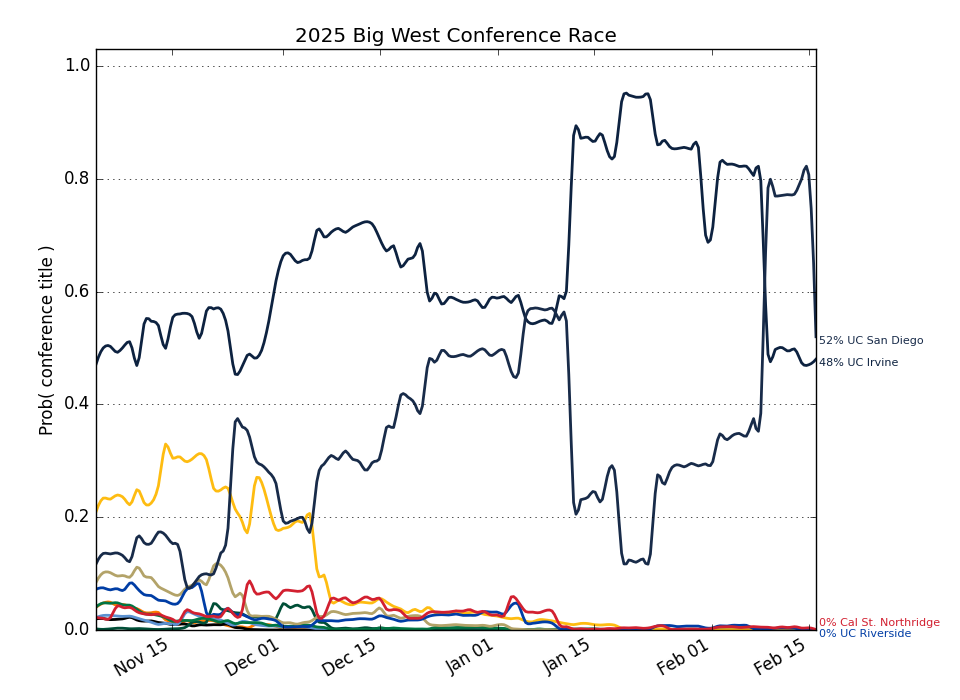 2025 Big West Conference Race
Prob( conference title )
1.0
0.8
0.6
0.4
0.2
0.0
52% UC San Diego
48% UC Irvine
0% Cal St. Northridge
0% UC Riverside
Nov 15
Dec 01
Dec 15
Jan 01
Jan 15
Feb 01
Feb 15